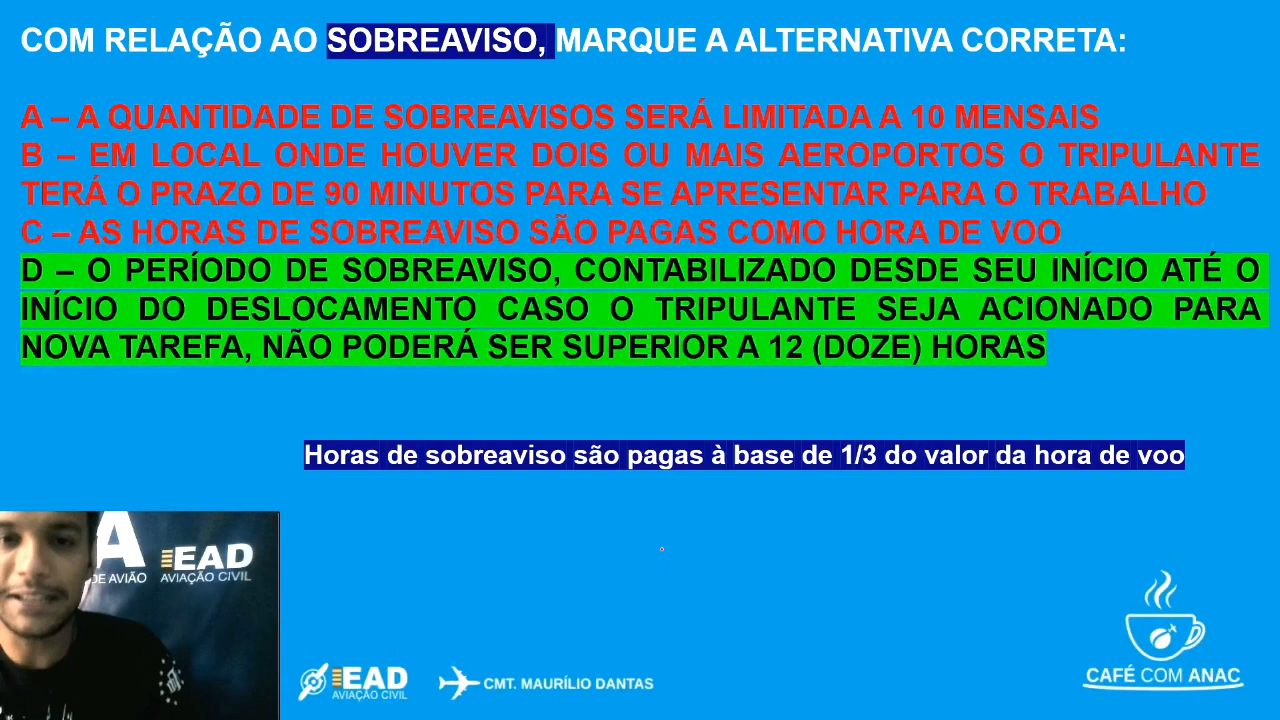 COM RELAÇÃO AO SOBREAVISO, MARQUE A ALTERNATIVA CORRETA:
A – A QUANTIDADE DE SOBREAVISOS SERÁ LIMITADA A 10 MENSAIS
B – EM LOCAL ONDE HOUVER DOIS OU MAIS AEROPORTOS O TRIPULANTE
TERÁ O PRAZO DE 90 MINUTOS PARA SE APRESENTAR PARA O TRABALHO
C – AS HORAS DE SOBREAVISO SÃO PAGAS COMO HORA DE VOO
D – O PERÍODO DE SOBREAVISO, CONTABILIZADO DESDE SEU INÍCIO ATÉ O
INÍCIO DO DESLOCAMENTO CASO O TRIPULANTE SEJA ACIONADO PARA
NOVA TAREFA, NÃO PODERÁ SER SUPERIOR A 12 (DOZE) HORAS
Horas de sobreaviso são pagas à base de 1/3 do valor da hora de voo
A
DE AVIÃO
EAD
AVIAÇÃO CIVIL
EAD
AVIAÇÃO CIVIL
CMT. MAURÍLIO DANTAS
CAFÉ COM ANAC